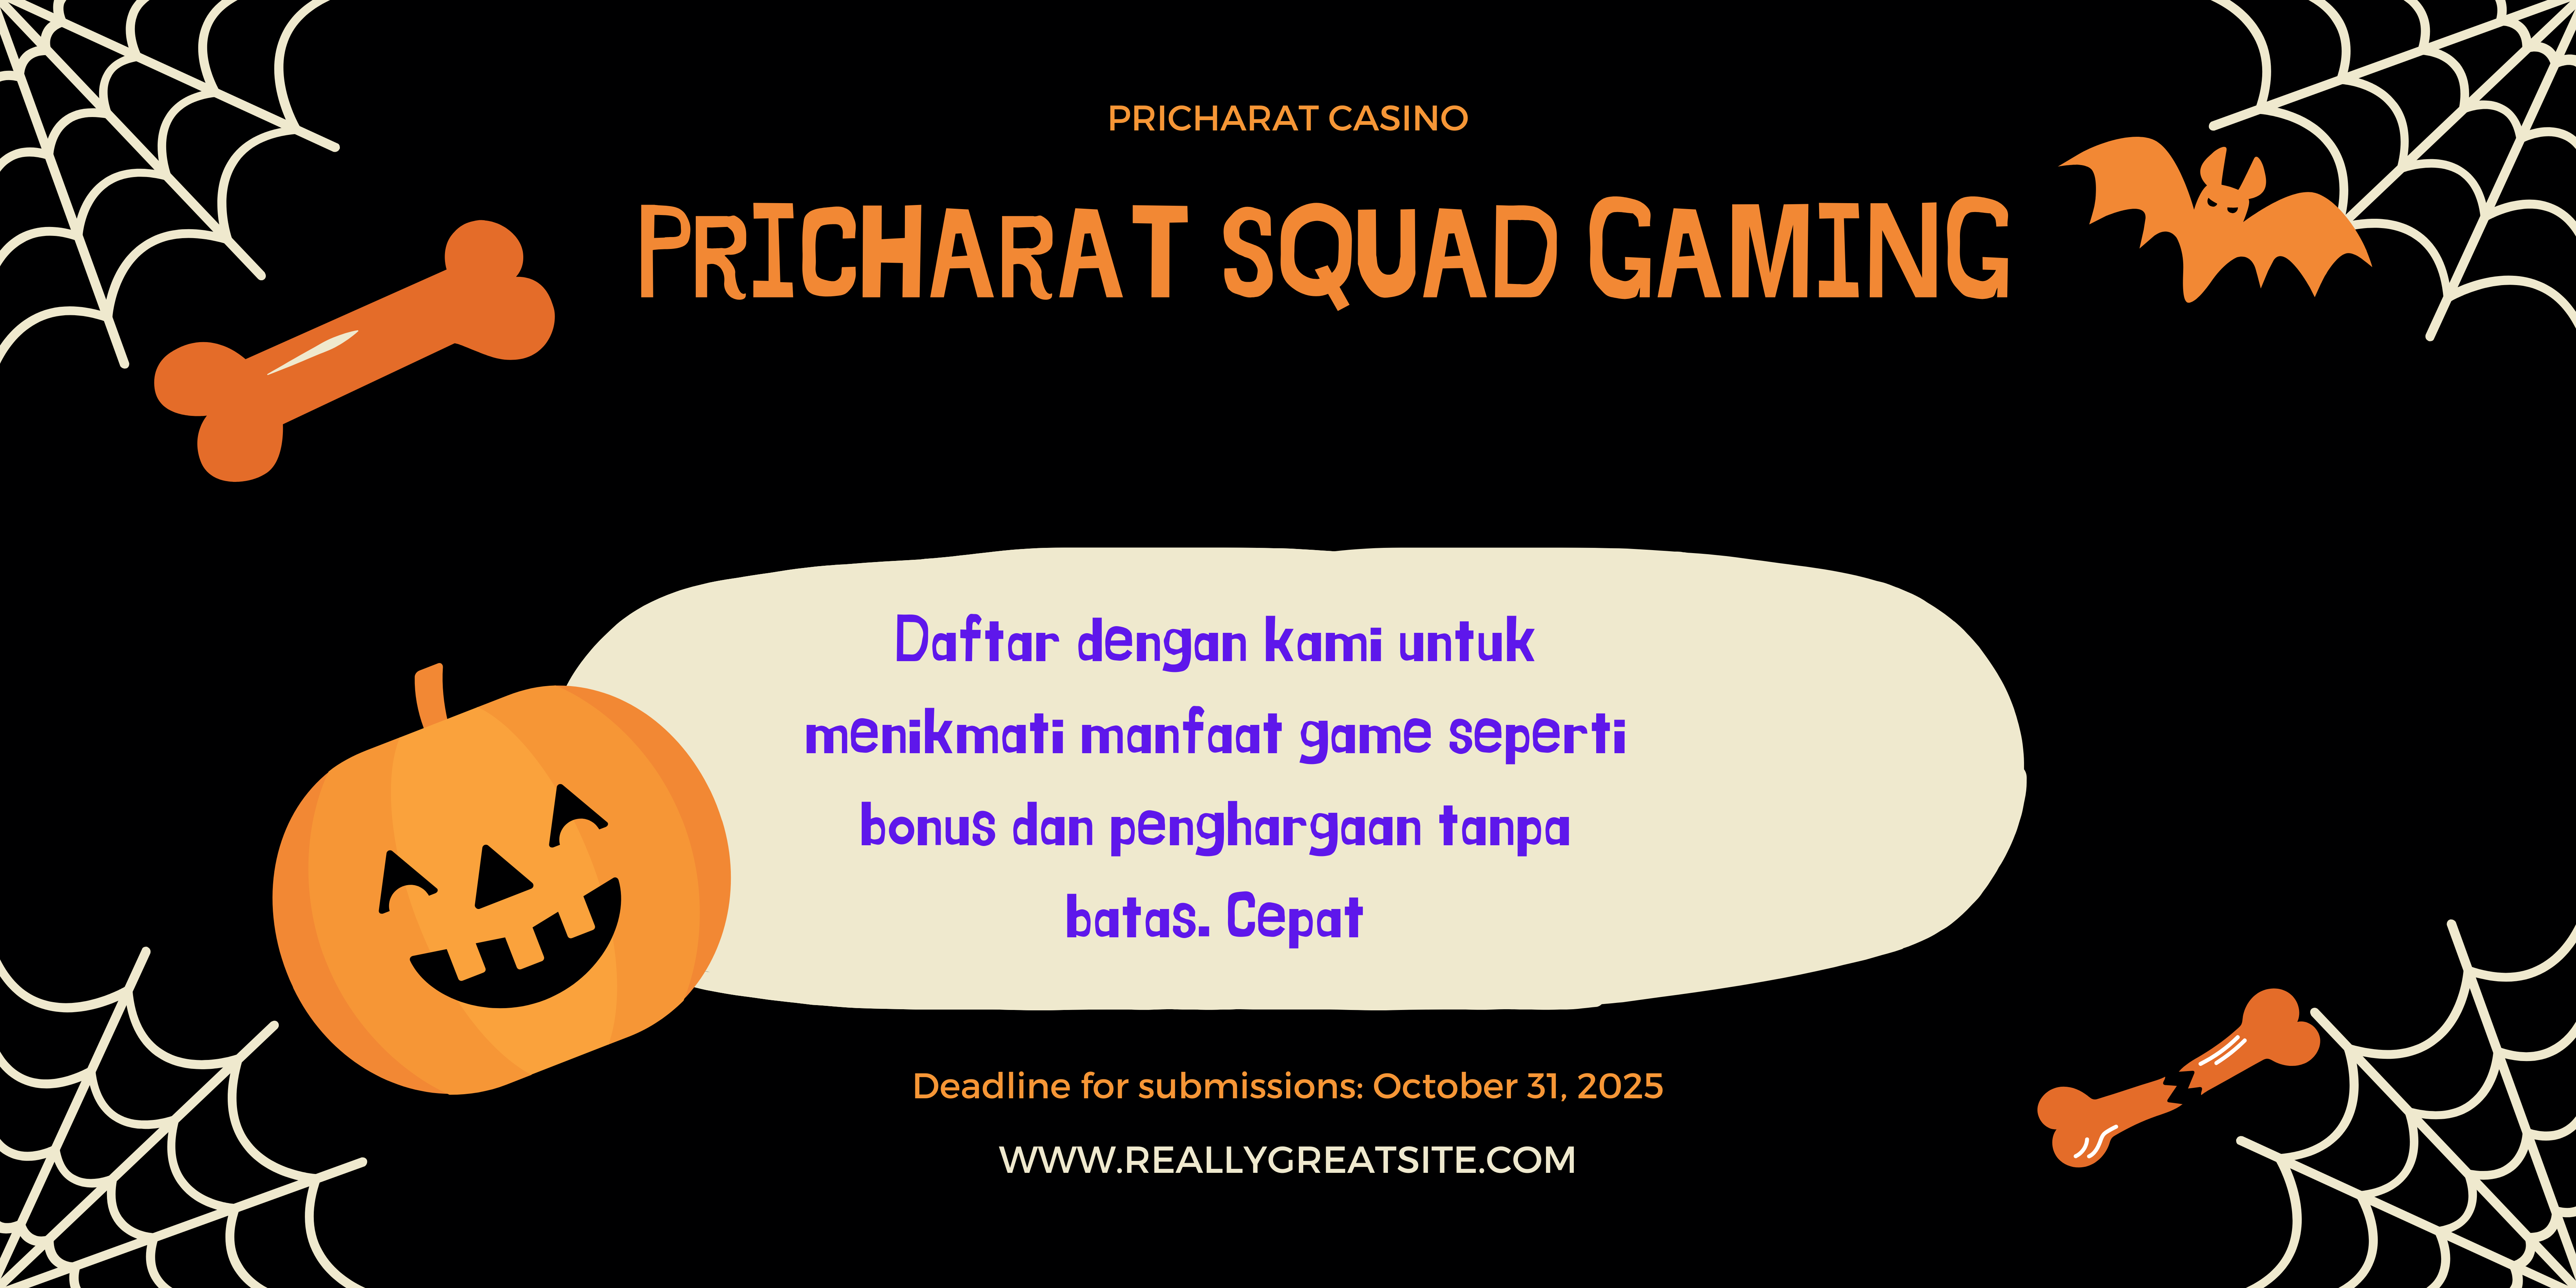 PRICHARAT CASINO
PRICHARAT SQUAD GAMING
Daftar dengan kami untuk
menikmati manfaat game seperti
bonus dan penghargaan tanpa
batas. Cepat
Deadline for submissions: October 31, 2025
WWW.REALLYGREATSITE.COM